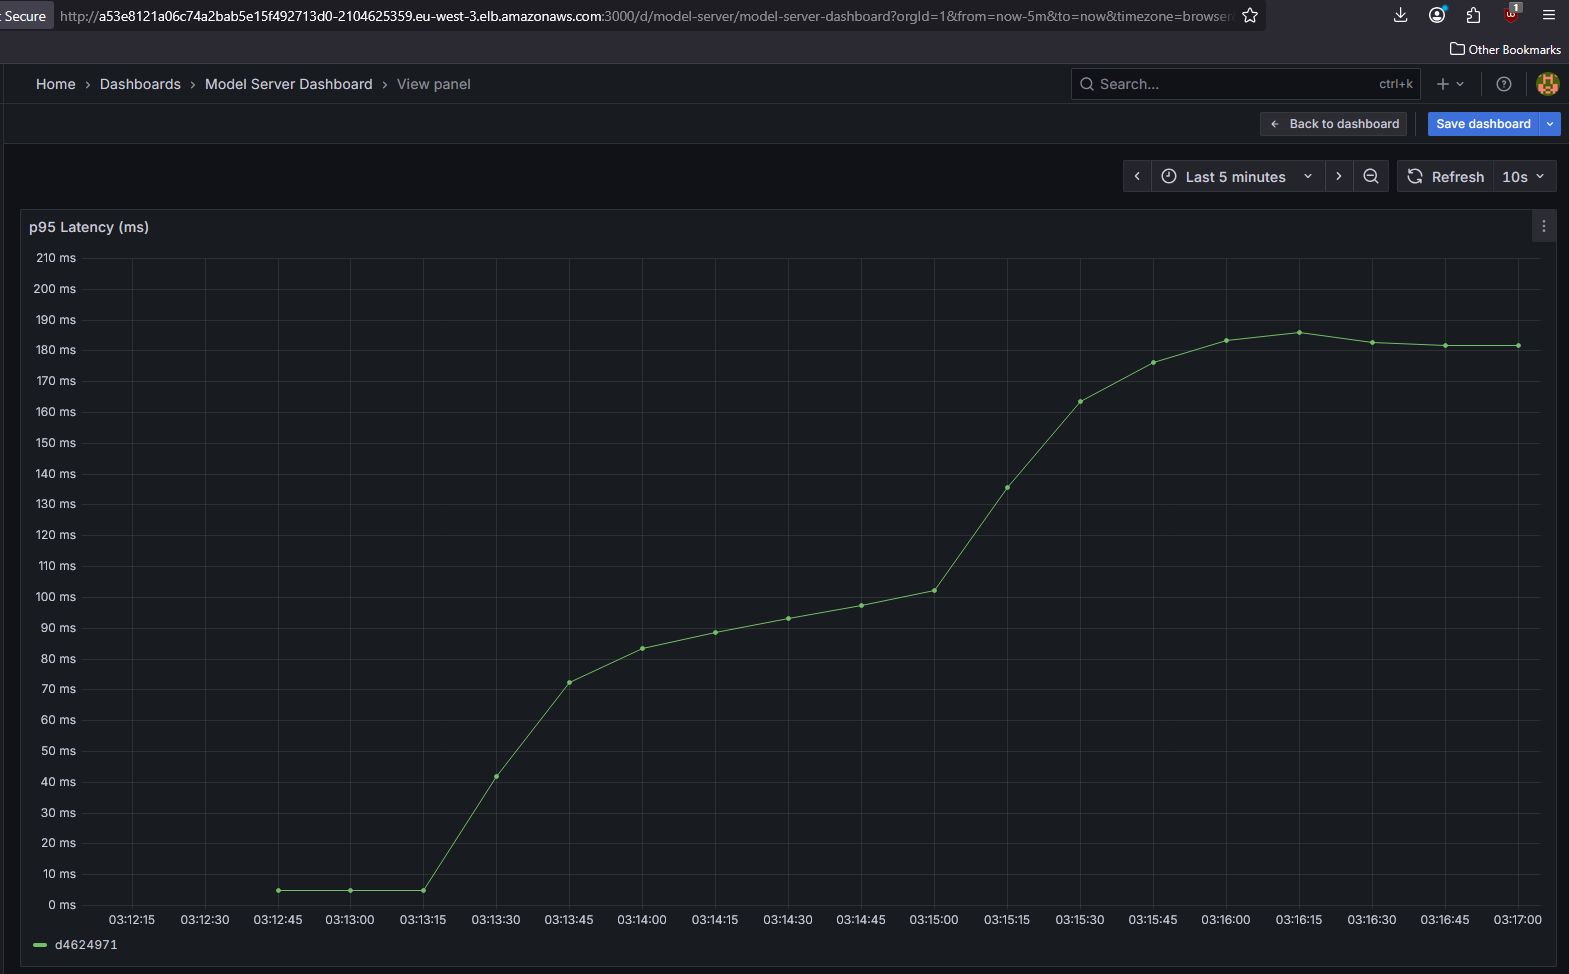 Secure
http://a53e8121a06c74a2bab5e15f492713d0-2104625359.eu-west-3.elb.amazonaws.com:3000/d/model-server/model-server-dashboard?orgId=1&from=now-5m&to=now&timezone=browser
1
Other Bookmarks
Home > Dashboards > Model Server Dashboard > View panel
Search...
ctrl+k
Back to dashboard
Save dashboard
Last 5 minutes
Refresh
10s
p95 Latency (ms)
210 ms
200 ms
190 ms
180 ms
170 ms
160 ms
150 ms
140 ms
130 ms
120 ms
110 ms
100 ms
90 ms
80 ms
70 ms
60 ms
50 ms
40 ms
30 ms
20 ms
10 ms
0 ms
03:12:15 03:12:30 03:12:45 03:13:00 03:13:15 03:13:30 03:13:45 03:14:00 03:14:15 03:14:30 03:14:45 03:15:00 03:15:15 03:15:30 03:15:45 03:16:00 03:16:15 03:16:30 03:16:45 03:17:00
d4624971